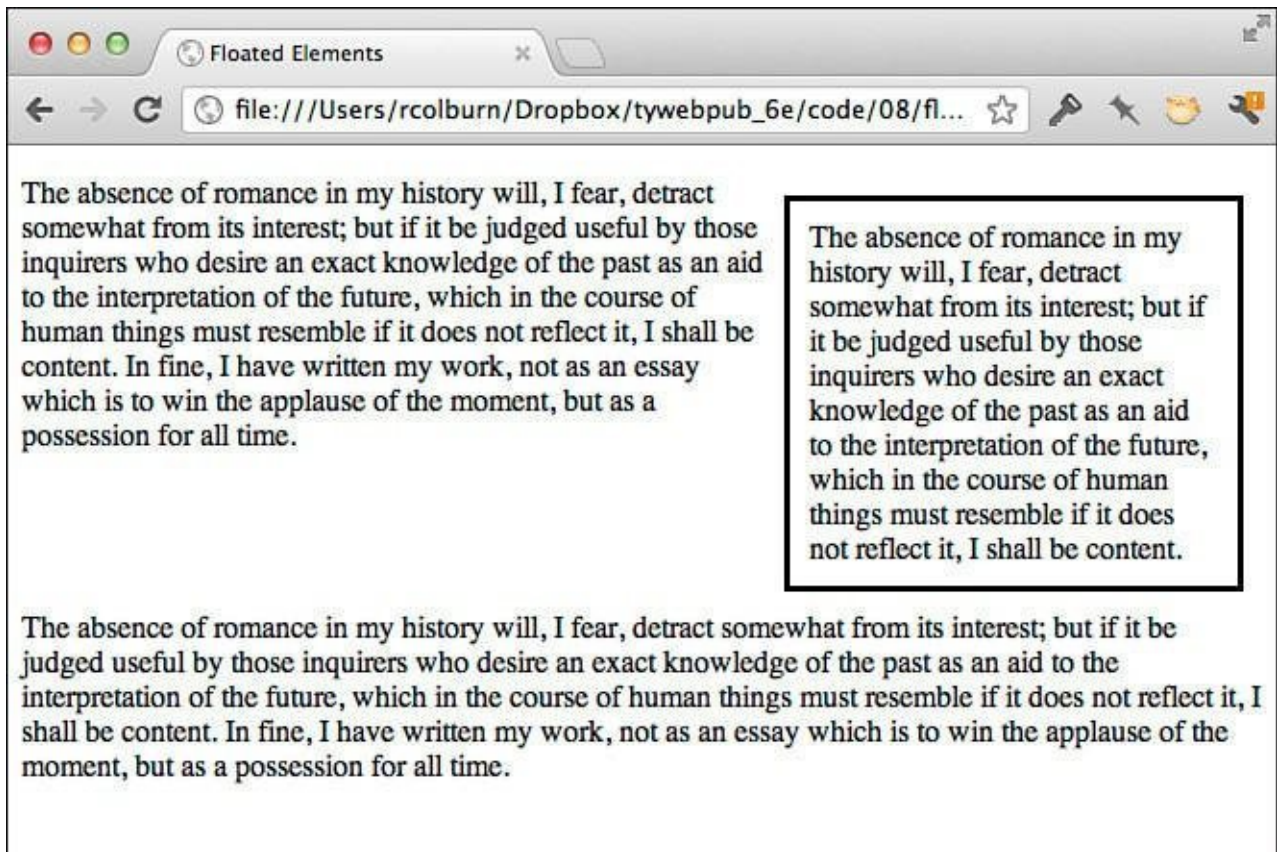 Floated Elements
file:///Users/rcolburn/Dropbox/tywebpub_6e/code/08/fl...
The absence of romance in my history will, I fear, detract
somewhat from its interest; but if it be judged useful by those
inquirers who desire an exact knowledge of the past as an aid
to the interpretation of the future, which in the course of
human things must resemble if it does not reflect it, I shall be
content. In fine, I have written my work, not as an essay
which is to win the applause of the moment, but as a
possession for all time.
The absence of romance in my
history will, I fear, detract
somewhat from its interest; but if
it be judged useful by those
inquirers who desire an exact
knowledge of the past as an aid
to the interpretation of the future,
which in the course of human
things must resemble if it does
not reflect it, I shall be content.
The absence of romance in my history will, I fear, detract somewhat from its interest; but if it be
judged useful by those inquirers who desire an exact knowledge of the past as an aid to the
interpretation of the future, which in the course of human things must resemble if it does not reflect it, I
shall be content. In fine, I have written my work, not as an essay which is to win the applause of the
moment, but as a possession for all time.